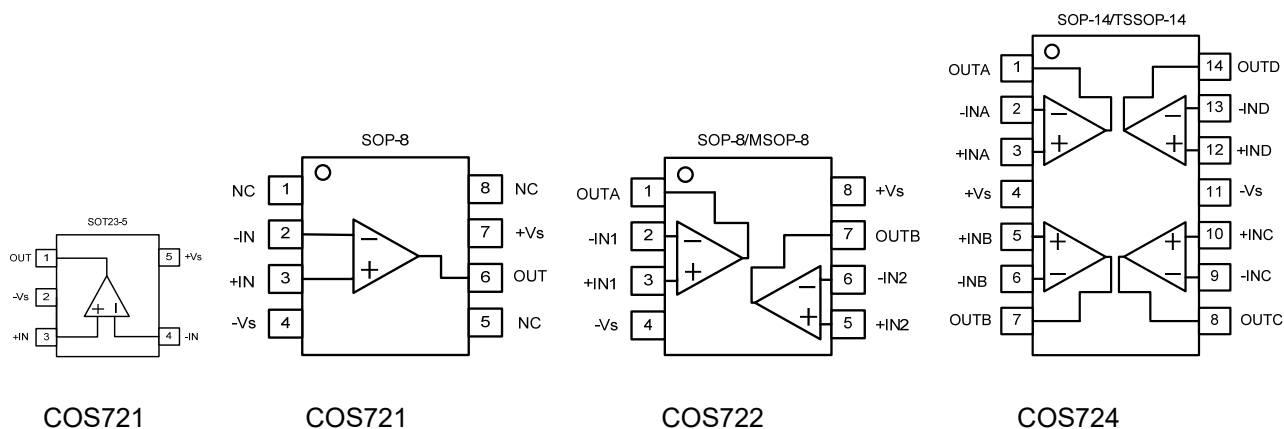 SOT23-5
OUT 1
5 +Vs
-Vs 2
+IN 3
4 -IN
+ −
COS721
SOP-8
NC 1
8 NC
-IN 2
7 +Vs
+IN 3
6 OUT
-Vs 4
5 NC
−
+
COS721
SOP-8/MSOP-8
OUTA 1
8 +Vs
-IN1 2
7 OUTB
+IN1 3
6 -IN2
-Vs 4
5 +IN2
−
+
−
+
COS722
SOP-14/TSSOP-14
OUTA 1
14 OUTD
-INA 2
13 -IND
+INA 3
12 +IND
+Vs 4
11 -Vs
+INB 5
10 +INC
-INB 6
9 -INC
OUTB 7
8 OUTC
− −
+ +
+ +
− −
COS724